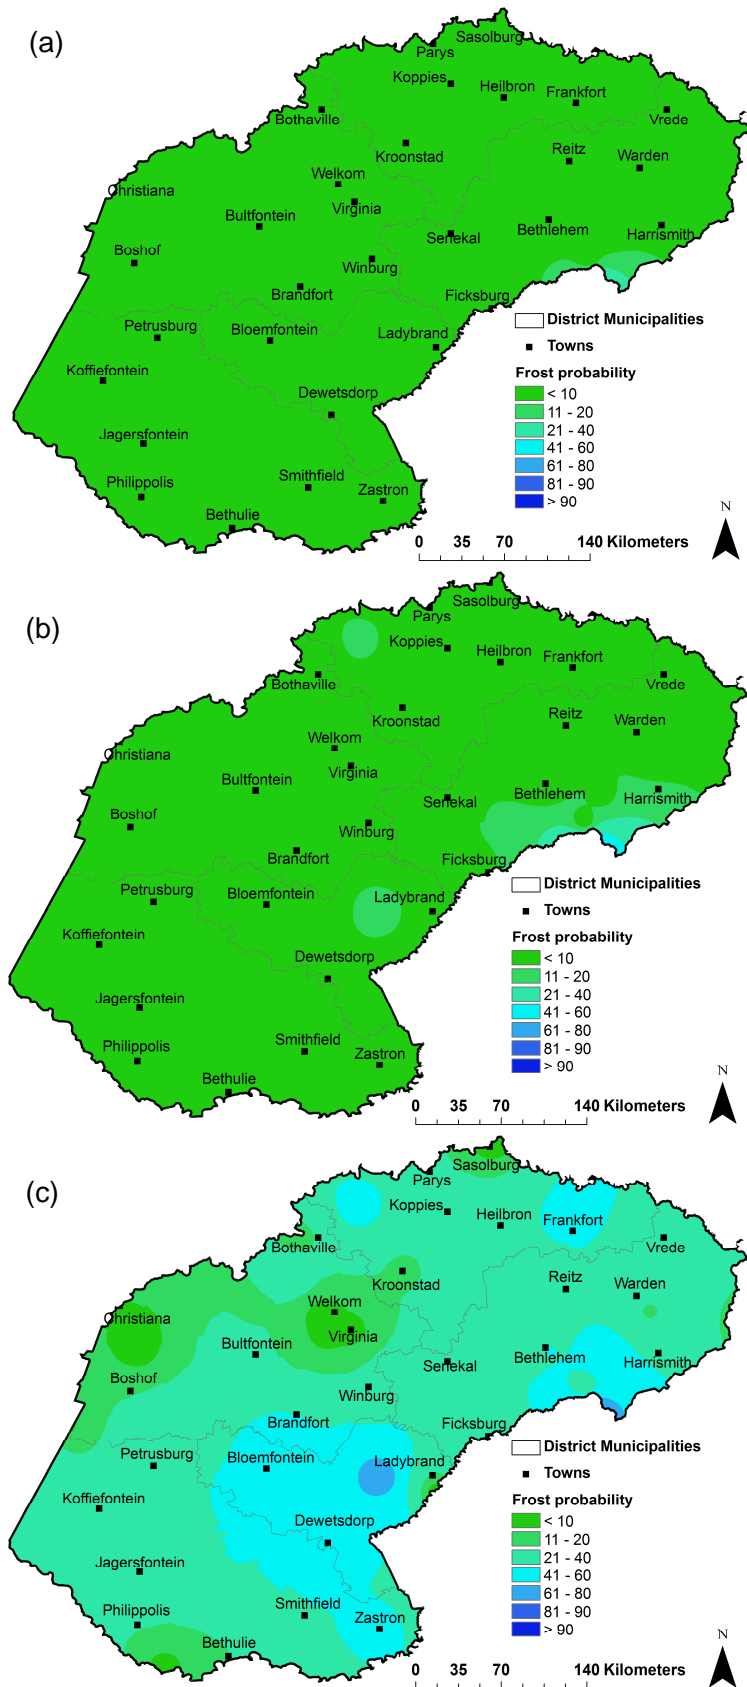 (a)
Sasolburg
Parys
Koppies
Heilbron
Frankfort
Bothaville
Vrede
Kroonstad
Reitz
Warden
Welkom
Christiana
Virginia
Bultfontein
Senekal
Bethlehem
Harrismith
Boshof
Winburg
Brandfort
Ficksburg
Petrusburg
Bloemfontein
Ladybrand
Koffiefontein
Dewetsdorp
Jagersfontein
Philippolis
Smithfield
Zastron
Bethulie
District Municipalities
Towns
Frost probability
< 10
11 - 20
21 - 40
41 - 60
61 - 80
81 - 90
> 90
N
0 35 70 140 Kilometers
(b)
Sasolburg
Parys
Koppies
Heilbron
Frankfort
Bothaville
Vrede
Kroonstad
Reitz
Warden
Welkom
Christiana
Virginia
Bultfontein
Senekal
Bethlehem
Harrismith
Boshof
Winburg
Brandfort
Ficksburg
Petrusburg
Bloemfontein
Ladybrand
Koffiefontein
Dewetsdorp
Jagersfontein
Philippolis
Smithfield
Zastron
Bethulie
District Municipalities
Towns
Frost probability
< 10
11 - 20
21 - 40
41 - 60
61 - 80
81 - 90
> 90
N
0 35 70 140 Kilometers
(c)
Sasolburg
Parys
Koppies
Heilbron
Frankfort
Bothaville
Vrede
Kroonstad
Reitz
Warden
Welkom
Christiana
Virginia
Bultfontein
Senekal
Bethlehem
Harrismith
Boshof
Winburg
Brandfort
Ficksburg
Petrusburg
Bloemfontein
Ladybrand
Koffiefontein
Dewetsdorp
Jagersfontein
Philippolis
Smithfield
Zastron
Bethulie
District Municipalities
Towns
Frost probability
< 10
11 - 20
21 - 40
41 - 60
61 - 80
81 - 90
> 90
N
0 35 70 140 Kilometers